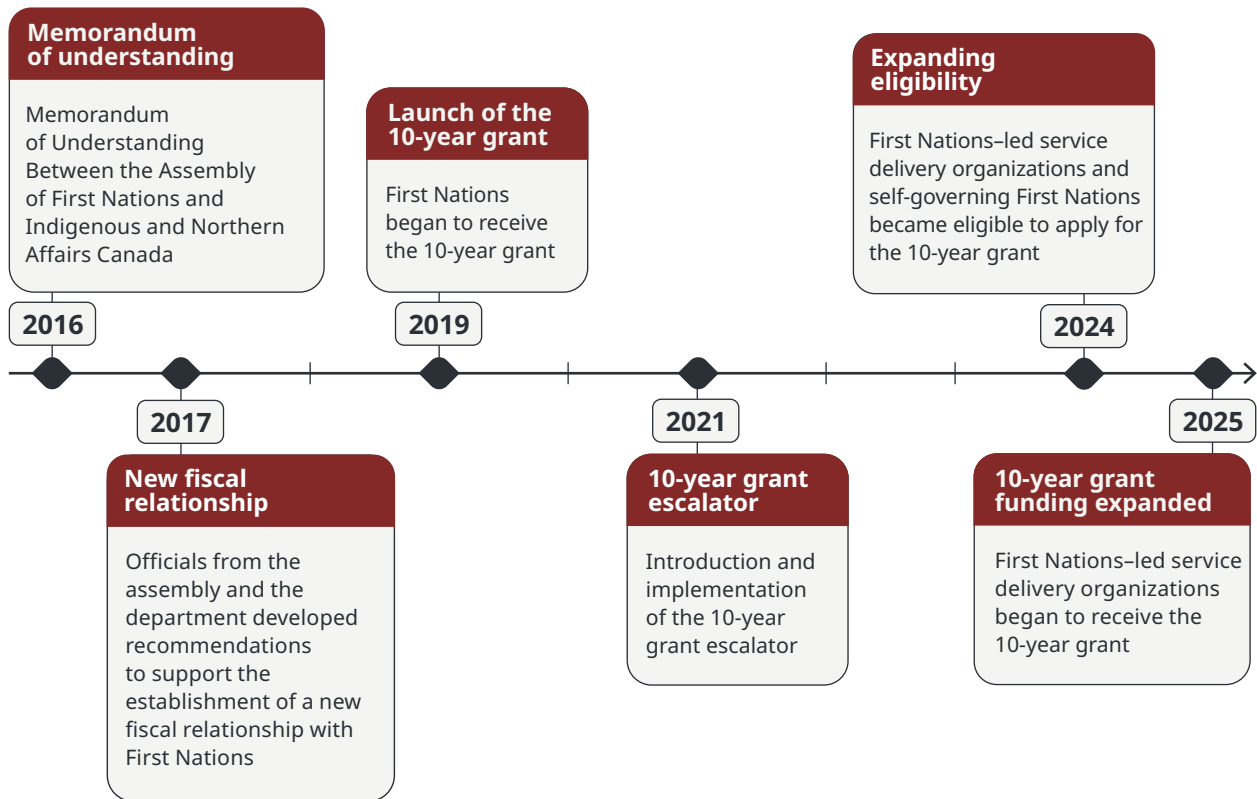 Memorandum
of understanding
Memorandum
of Understanding
Between the Assembly
of First Nations and
Indigenous and Northern
Affairs Canada
2016
2017
New fiscal
relationship
Officials from the
assembly and the
department developed
recommendations
to support the
establishment of a new
fiscal relationship with
First Nations
Launch of the
10-year grant
First Nations
began to receive
the 10-year grant
2019
2021
10-year grant
escalator
Introduction and
implementation
of the 10-year
grant escalator
Expanding
eligibility
First Nations–led service
delivery organizations and
self-governing First Nations
became eligible to apply for
the 10-year grant
2024
2025
10-year grant
funding expanded
First Nations–led service
delivery organizations
began to receive the
10-year grant